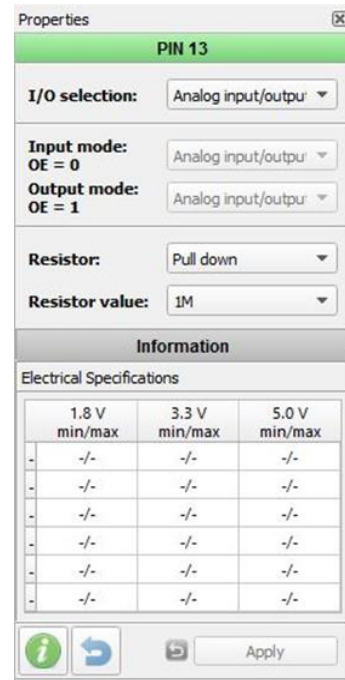 Properties
PIN 13
I/O selection: Analog input/outpu
Input mode:
OE = 0 Analog input/outpu
Output mode:
OE = 1 Analog input/outpu
Resistor: Pull down
Resistor value: 1M
Information
Electrical Specifications
1.8 V 3.3 V 5.0 V
min/max min/max min/max
- -/- -/- -/-
- -/- -/- -/-
- -/- -/- -/-
- -/- -/- -/-
- -/- -/- -/-
- -/- -/- -/-
Apply